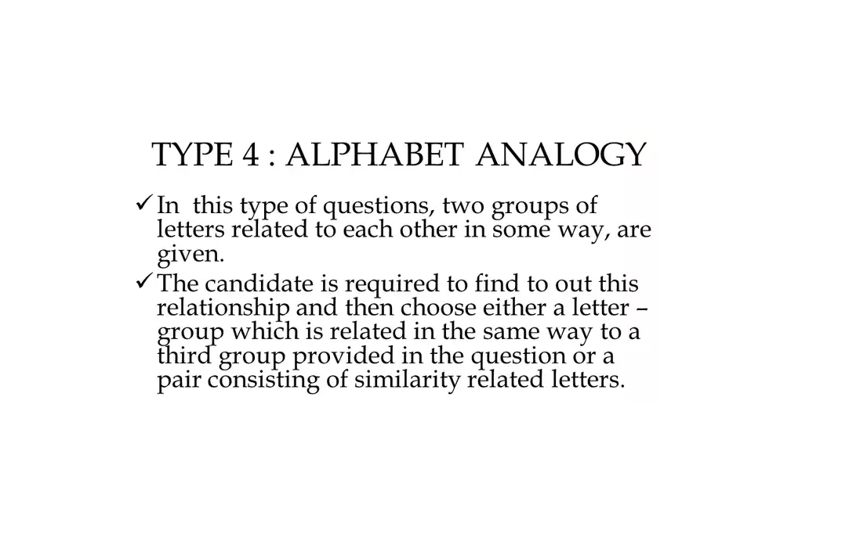 TYPE 4 : ALPHABET ANALOGY
✓In  this type of questions, two groups of
letters related to each other in some way, are
given.
✓The candidate is required to find to out this
relationship and then choose either a letter –
group which is related in the same way to a
third group provided in the question or a
pair consisting of similarity related letters.